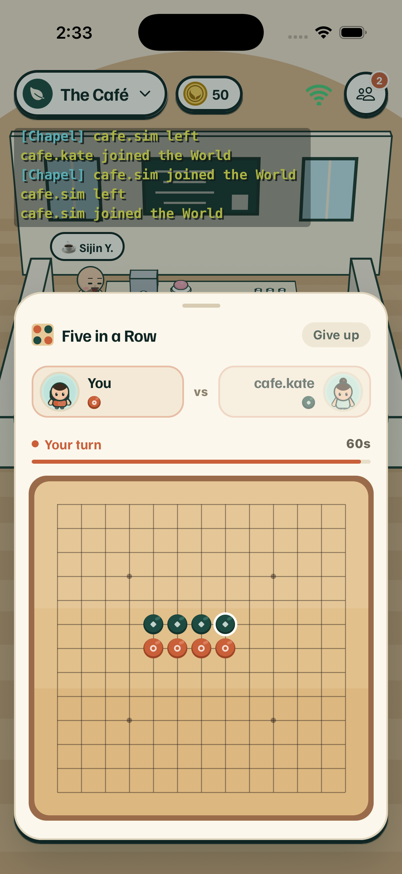 2:33
The Café
50
2
[Chapel] cafe.sim left
cafe.kate joined the World
[Chapel] cafe.sim joined the World
cafe.sim left
cafe.sim joined the World
☕ Sijin Y.
Five in a Row
Give up
You
vs
cafe.kate
Your turn
60s